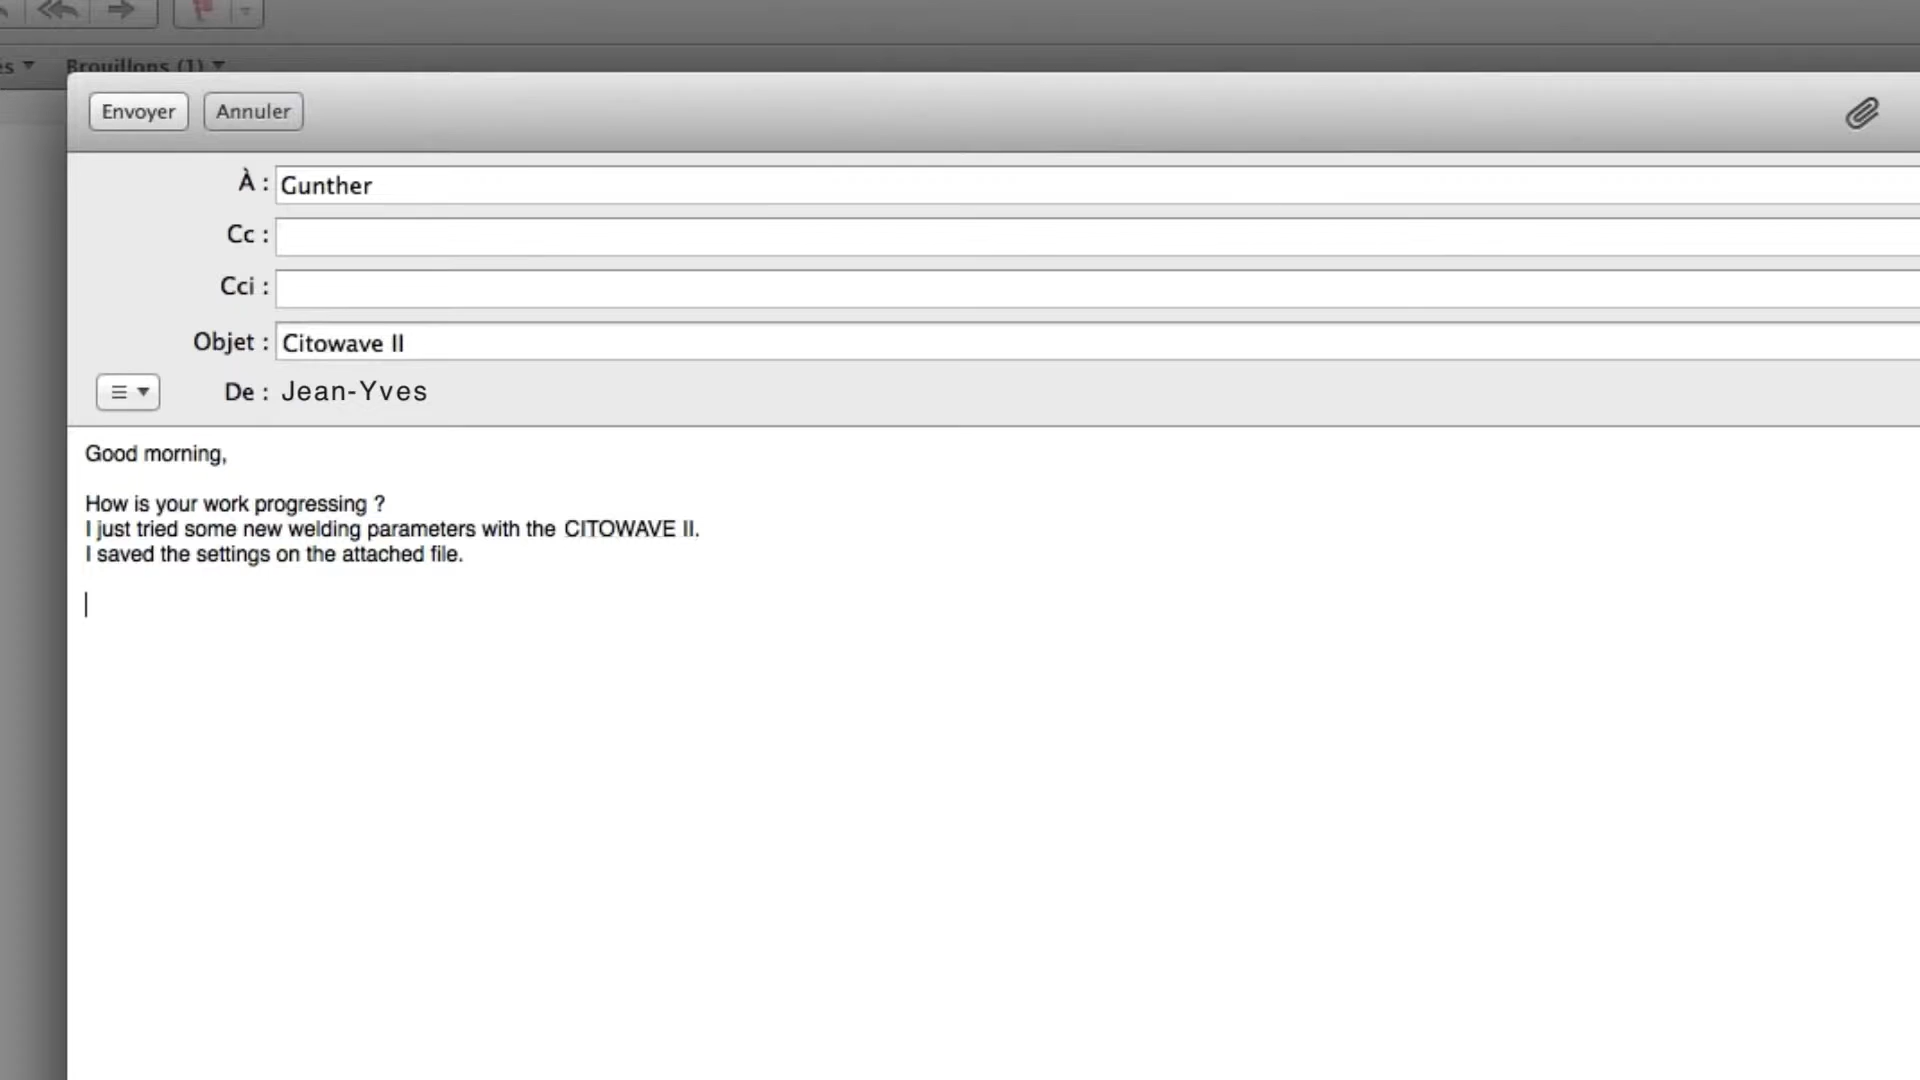 Brouillons (1)
Envoyer Annuler
À : Gunther
Cc :
Cci :
Objet : Citowave II
De : Jean-Yves
Good morning,
How is your work progressing ?
I just tried some new welding parameters with the CITOWAVE II.
I saved the settings on the attached file.